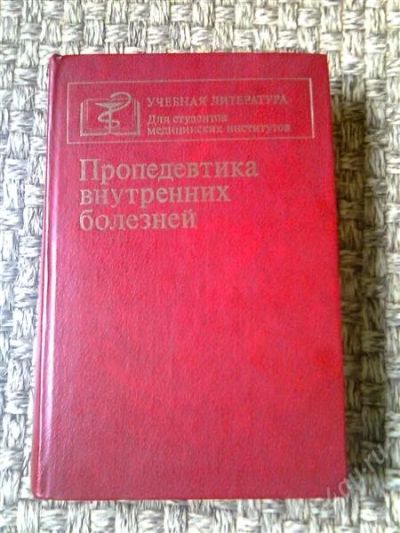 УЧЕБНАЯ ЛИТЕРАТУРА
Для студентов
медицинских институтов
Пропедевтика
внутренних
болезней